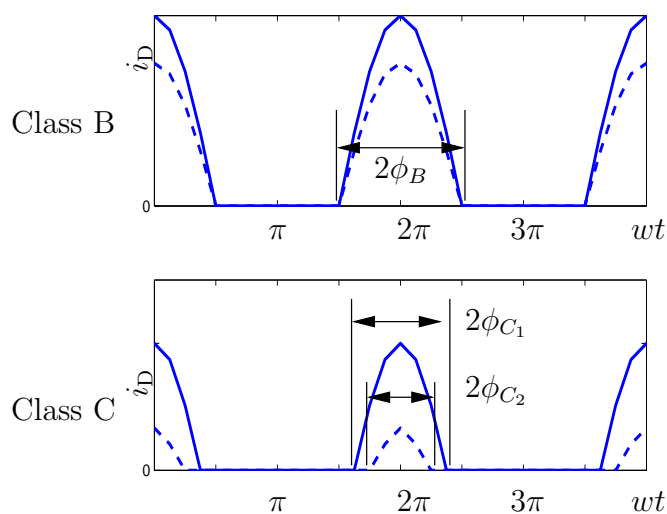 i_D
Class B
2φ_B
0
π 2π 3π wt
2φ_{C_1}
i_D
2φ_{C_2}
Class C
0
π 2π 3π wt